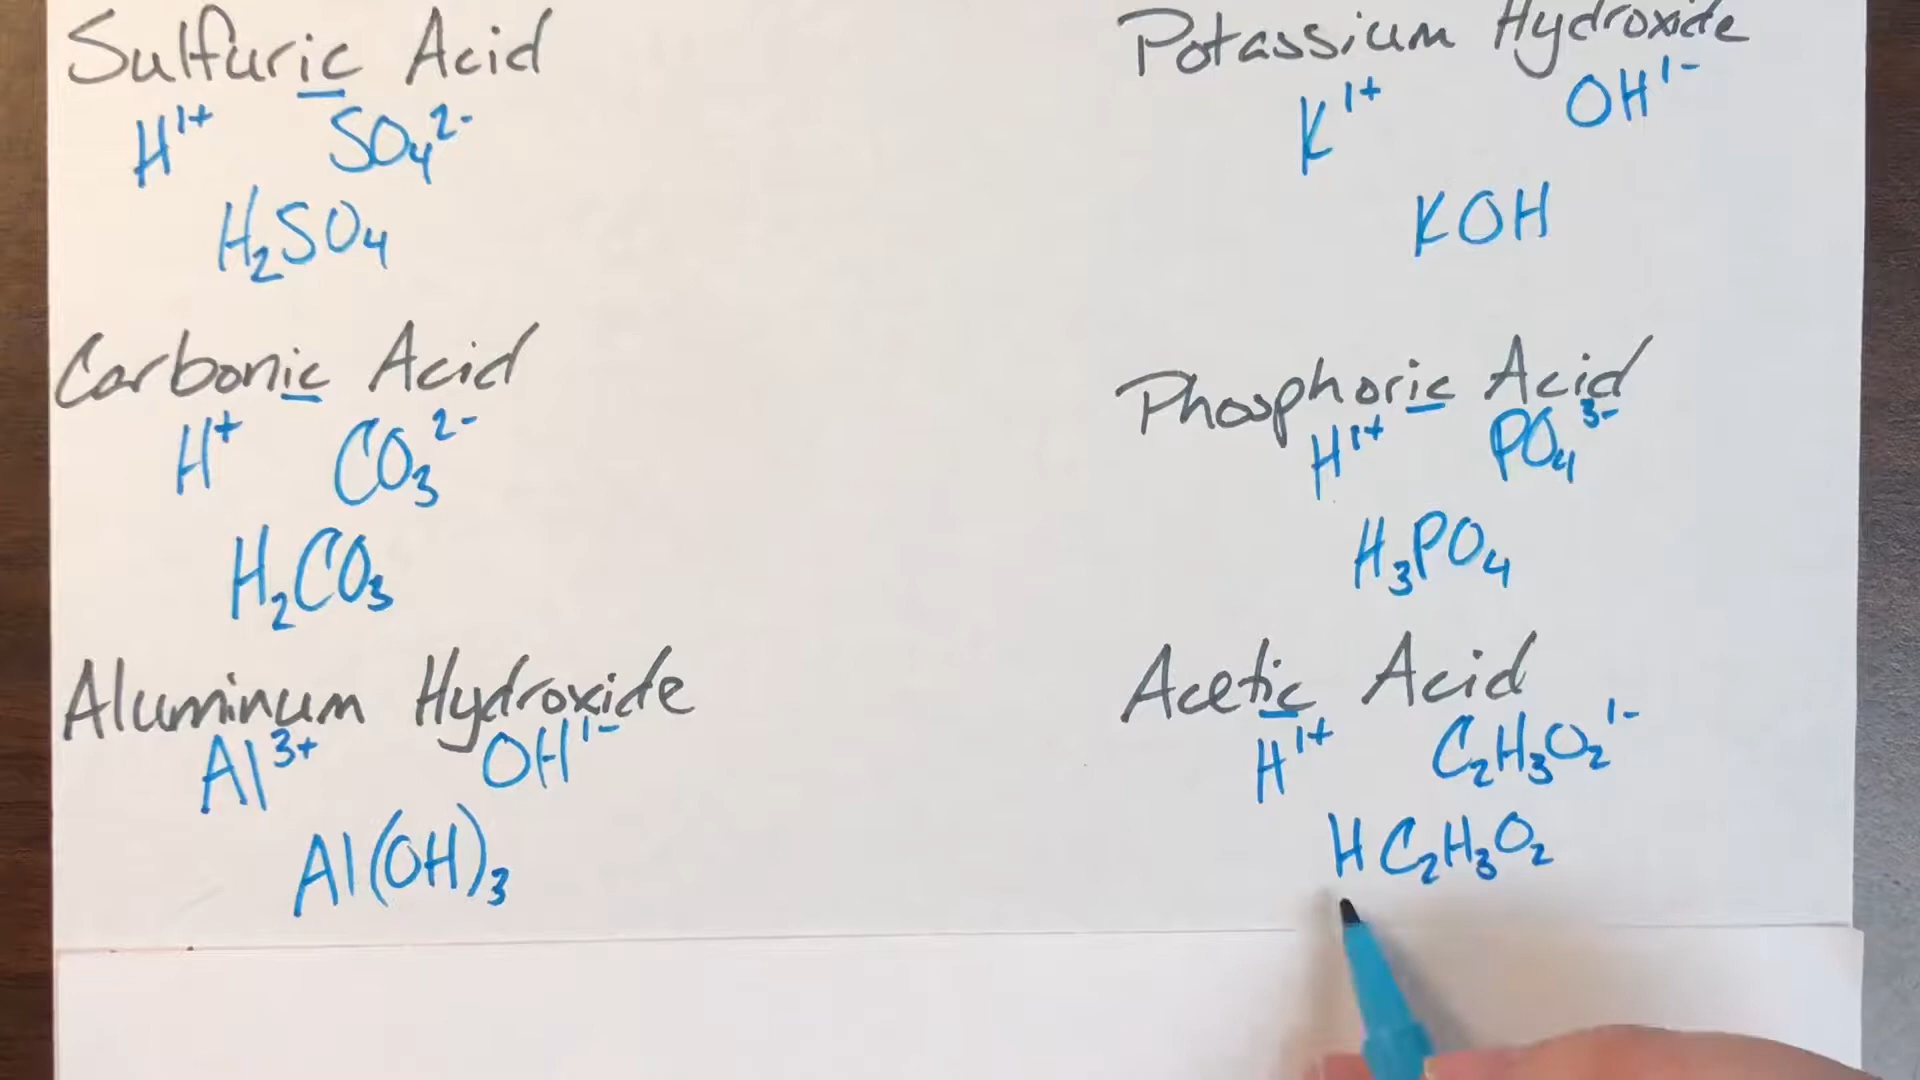 Sulfuric Acid
H¹⁺ SO₄²⁻
H₂SO₄
Carbonic Acid
H⁺ CO₃²⁻
H₂CO₃
Aluminum Hydroxide
Al³⁺ OH¹⁻
Al(OH)₃
Potassium Hydroxide
K¹⁺ OH¹⁻
KOH
Phosphoric Acid
H¹⁺ PO₄³⁻
H₃PO₄
Acetic Acid
H¹⁺ C₂H₃O₂¹⁻
HC₂H₃O₂